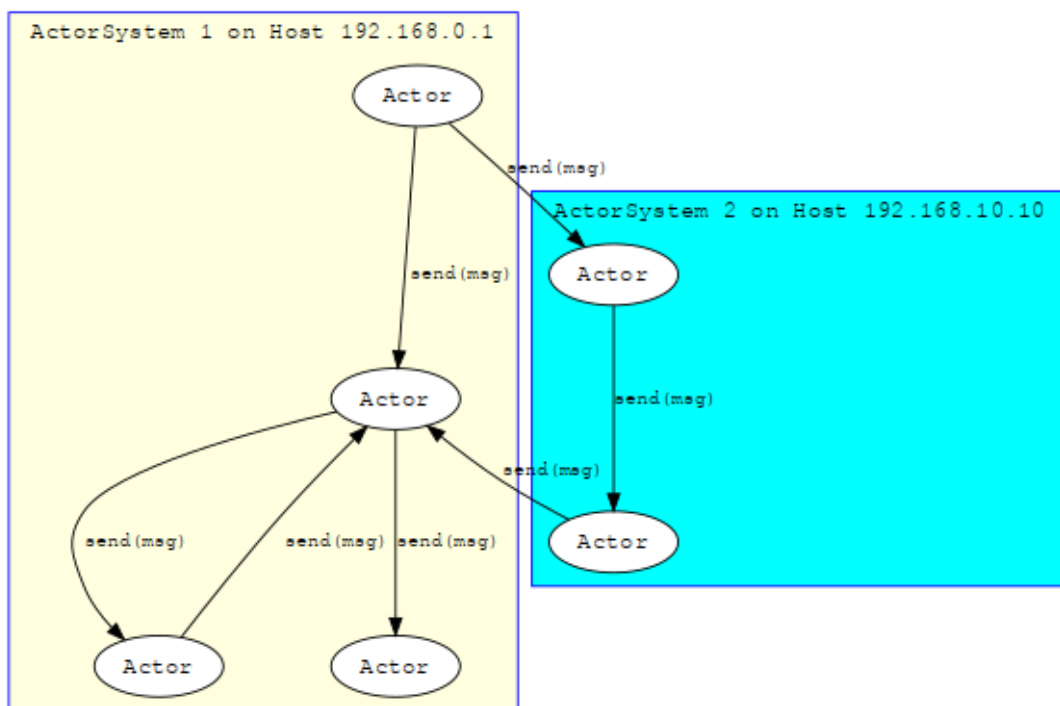 ActorSystem 1 on Host 192.168.0.1
Actor
send(msg)
ActorSystem 2 on Host 192.168.10.10
Actor
send(msg)
Actor
send(msg)
send(msg)
send(msg)
send(msg)
send(msg)
Actor
Actor
Actor